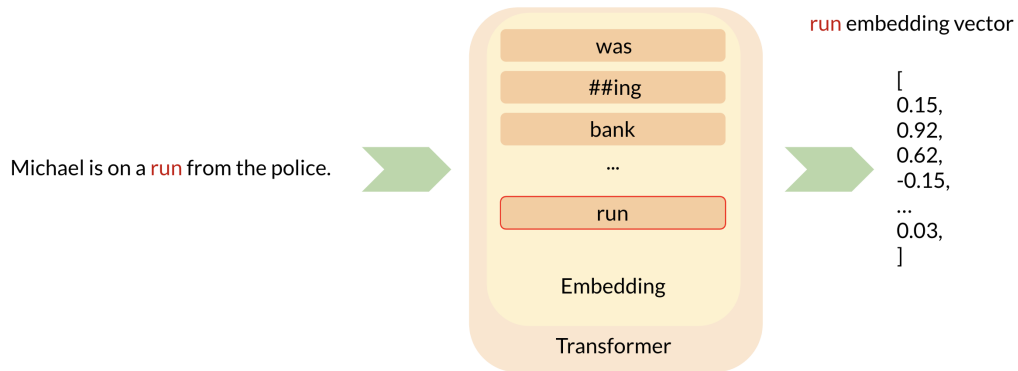 Michael is on a run from the police.
was
##ing
bank
...
run
Embedding
Transformer
run embedding vector
[
0.15,
0.92,
0.62,
-0.15,
...
0.03,
]